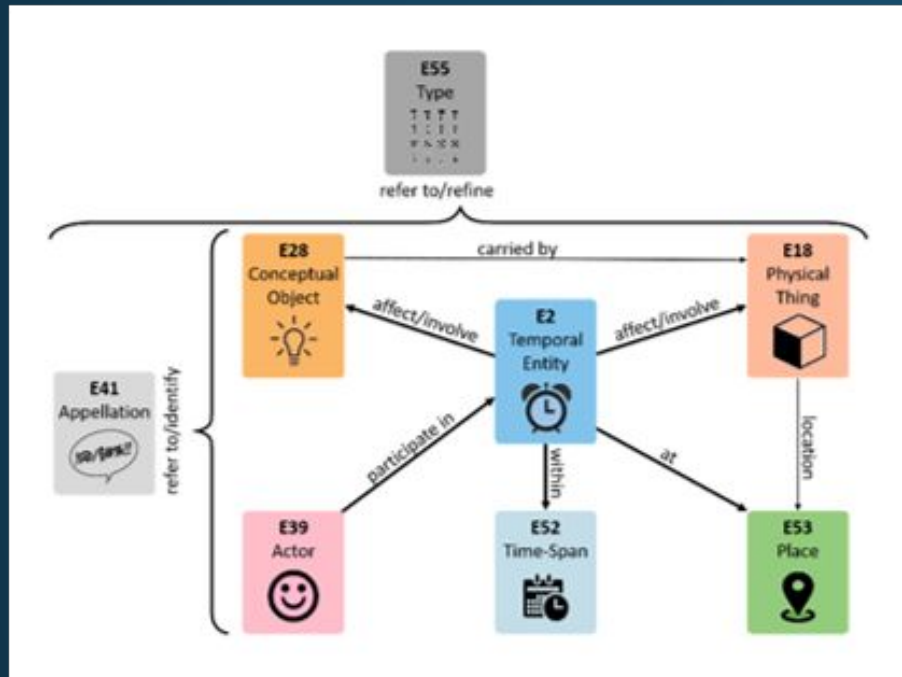 E55
Type
refer to/refine
E28
Conceptual
Object
carried by
E18
Physical
Thing
affect/involve
E2
Temporal
Entity
affect/involve
E41
Appellation
refer to/identify
participate in
within
at
location
E39
Actor
E52
Time-Span
E53
Place